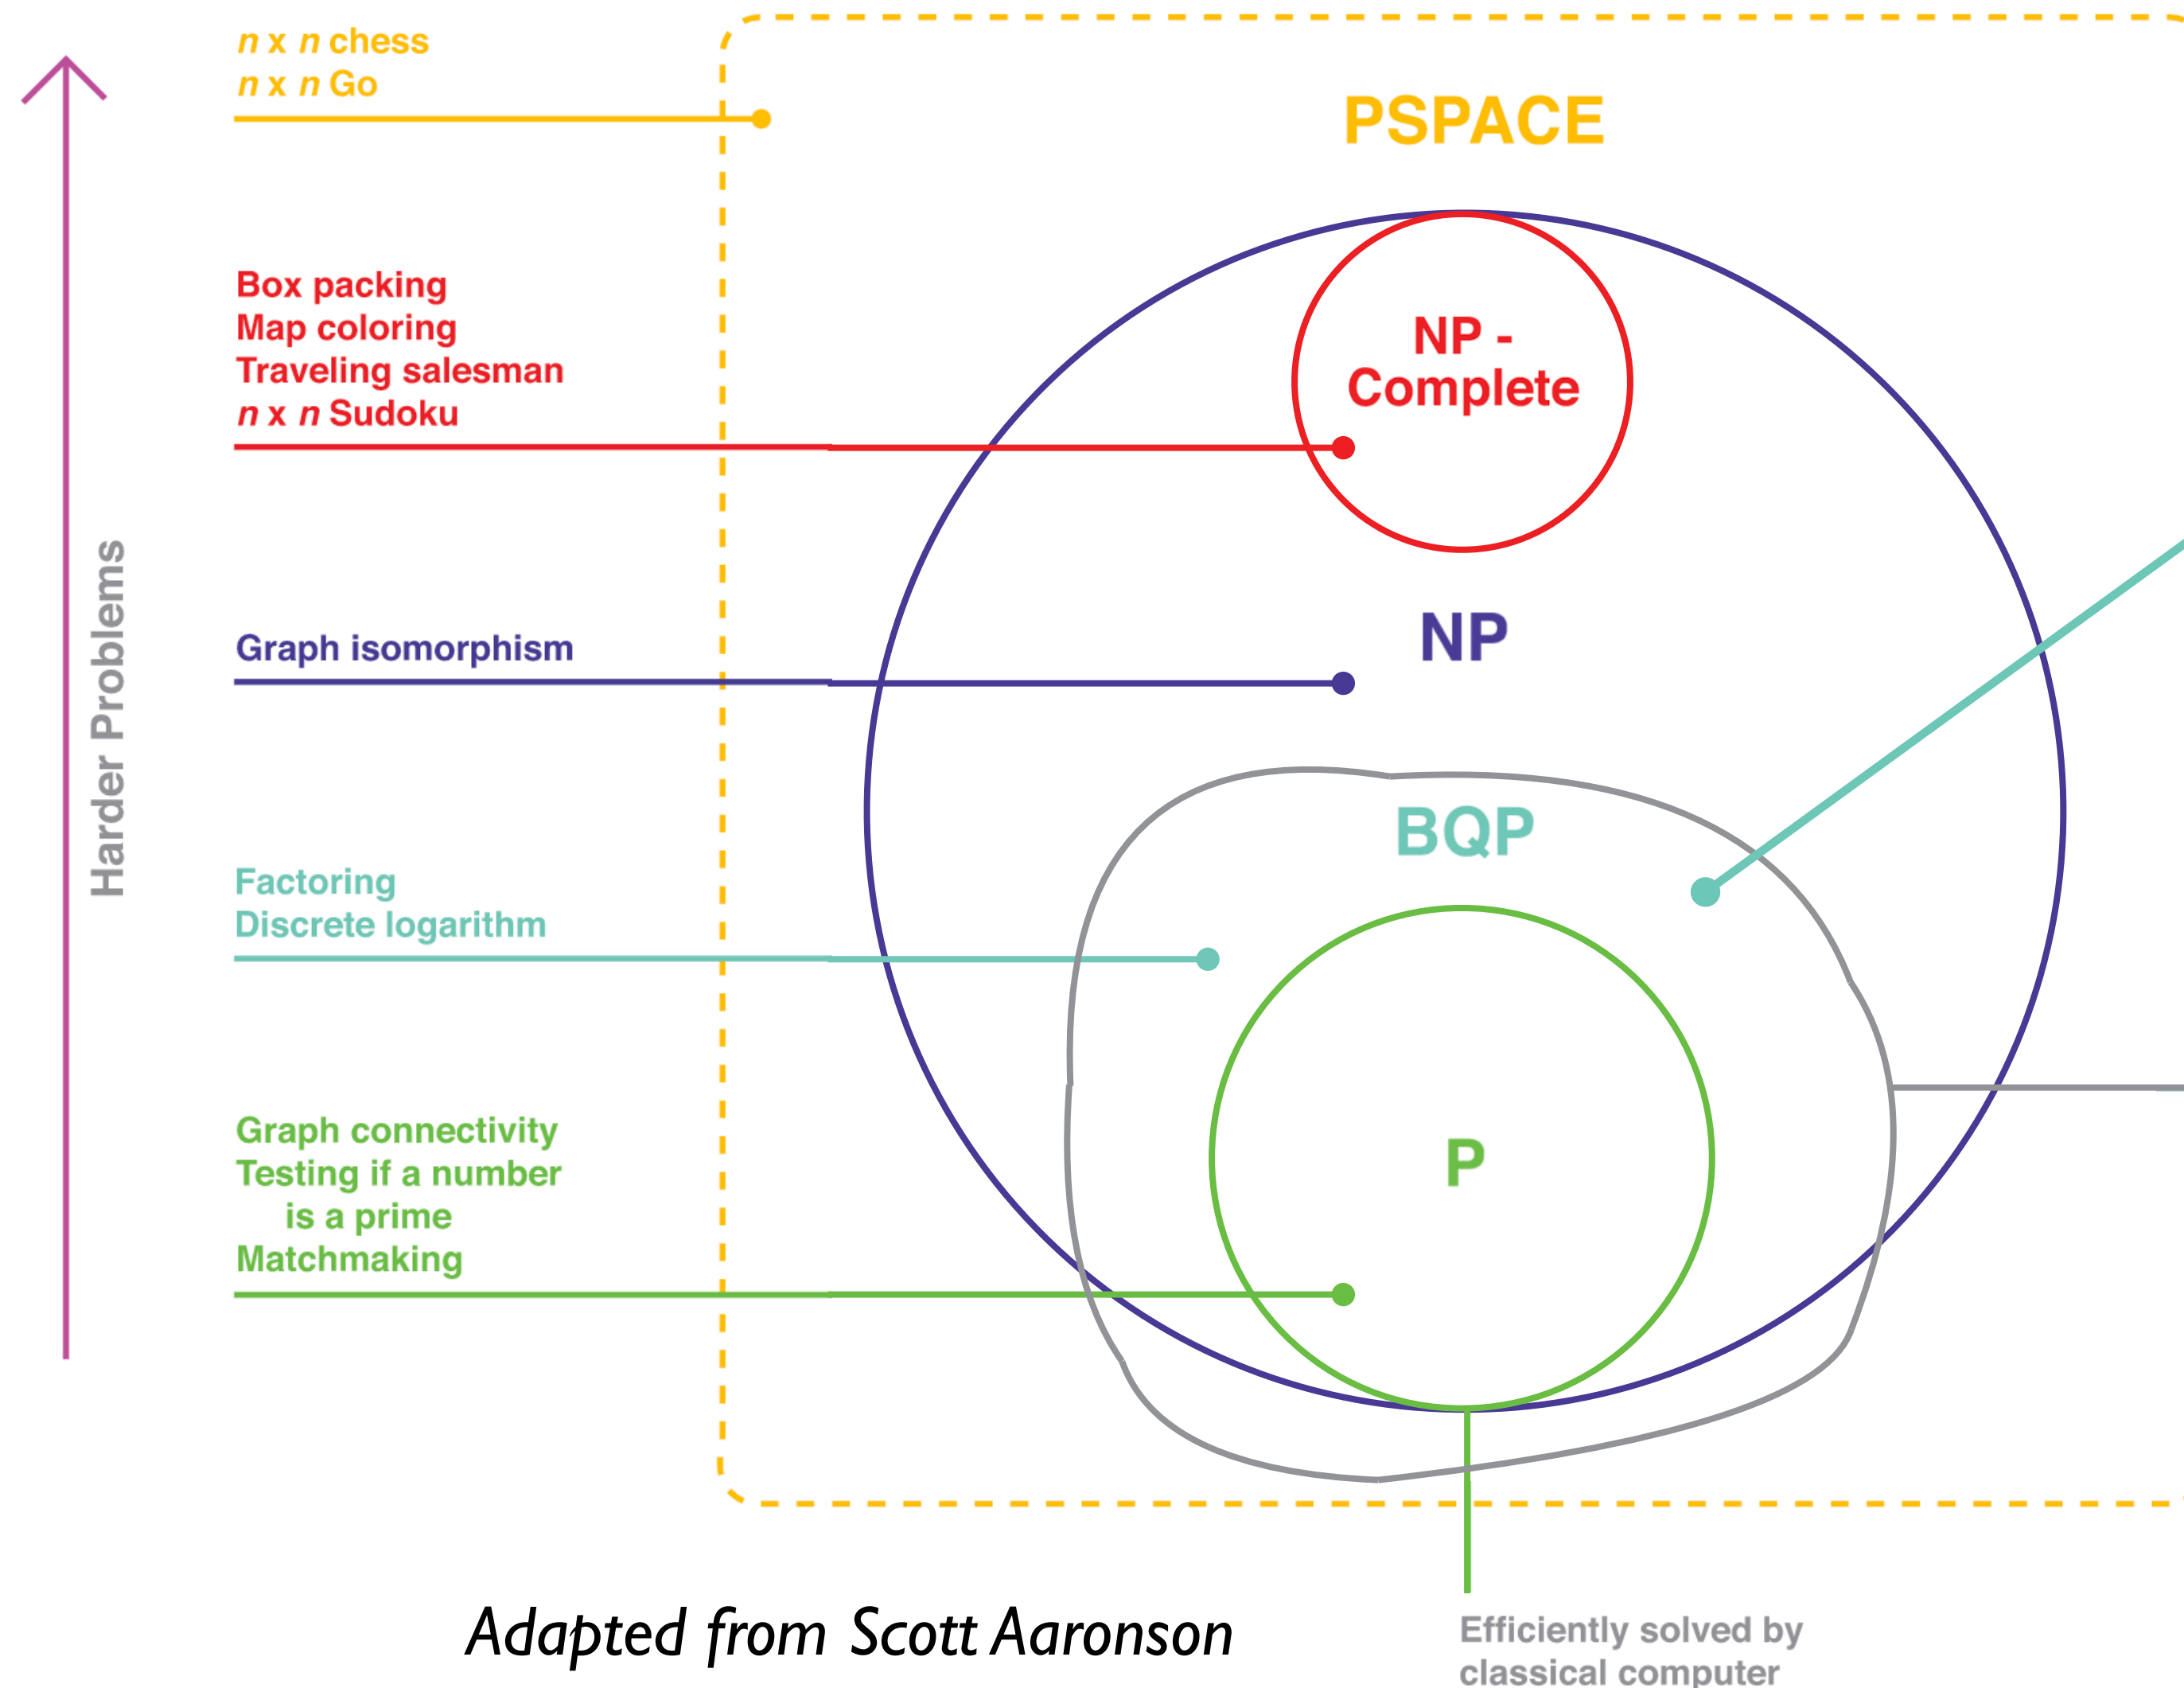 n x n chess
n x n Go
PSPACE
Box packing
Map coloring
Traveling salesman
n x n Sudoku
NP -
Complete
Harder Problems
Graph isomorphism
NP
Factoring
Discrete logarithm
BQP
Graph connectivity
Testing if a number
is a prime
Matchmaking
P
Adapted from Scott Aaronson
Efficiently solved by
classical computer